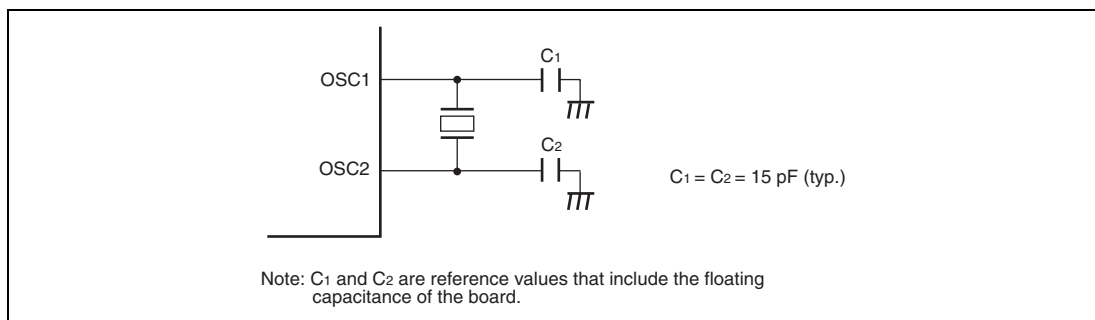 OSC1
C1
OSC2
C2
C1 = C2 = 15 pF (typ.)
Note: C1 and C2 are reference values that include the floating
capacitance of the board.